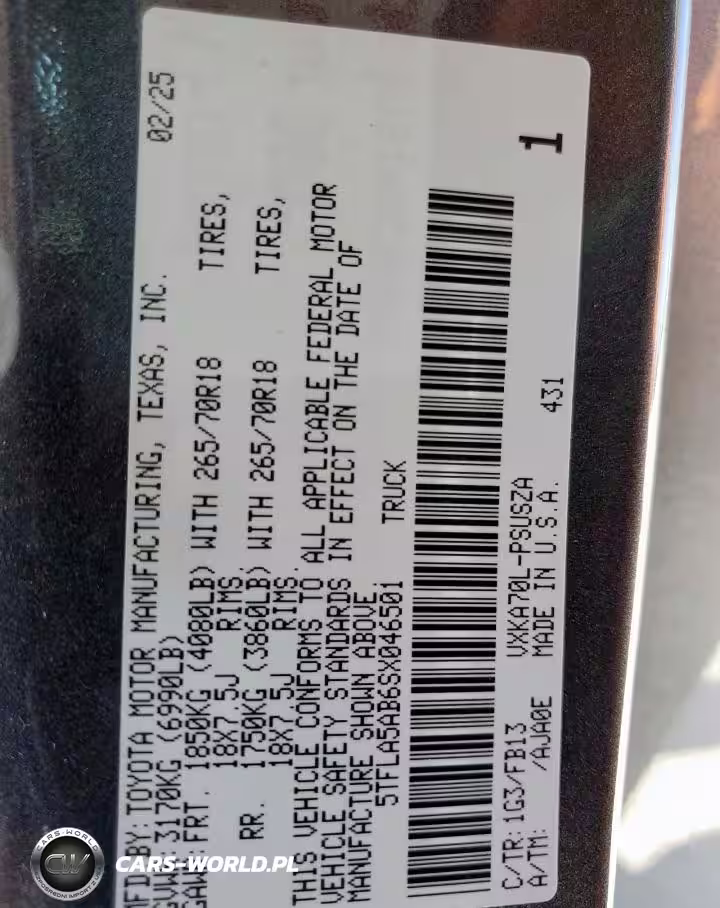 MFD.BY: TOYOTA MOTOR MANUFACTURING, TEXAS, INC. 02/25
GVWR 3170KG (6990LB)
GAWR:FRT. 1850KG (4080LB) WITH 265/70R18 TIRES,
18X7.5J RIMS.
RR. 1750KG (3860LB) WITH 265/70R18 TIRES,
18X7.5J RIMS.
THIS VEHICLE CONFORMS TO ALL APPLICABLE FEDERAL MOTOR
VEHICLE SAFETY STANDARDS IN EFFECT ON THE DATE OF
MANUFACTURE SHOWN ABOVE.
5TFLA5AB6SX046501 TRUCK
C/TR: 1G3/FB13 VXKA70L-PSUSZA 431 1
A/TM: /AJA0E MADE IN U.S.A.
CARS-WORLD
CW
CARS-WORLD.PL